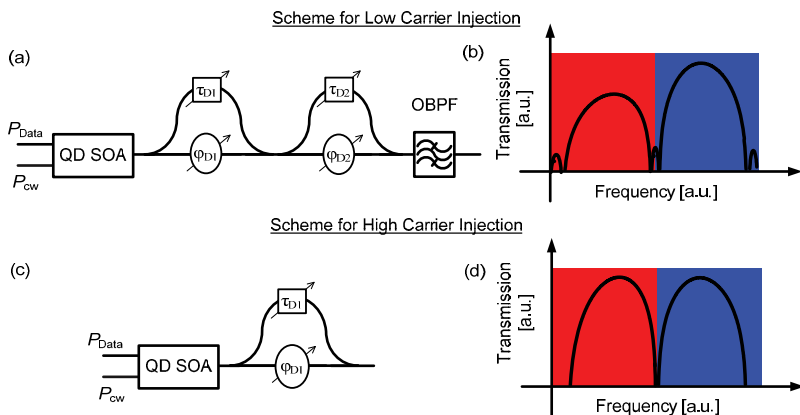 Scheme for Low Carrier Injection
(a)
τD1
τD2
OBPF
PData
Pcw
QD SOA
φD1
φD2
(b)
Transmission
[a.u.]
Frequency [a.u.]
Scheme for High Carrier Injection
(c)
τD1
PData
Pcw
QD SOA
φD1
(d)
Transmission
[a.u.]
Frequency [a.u.]